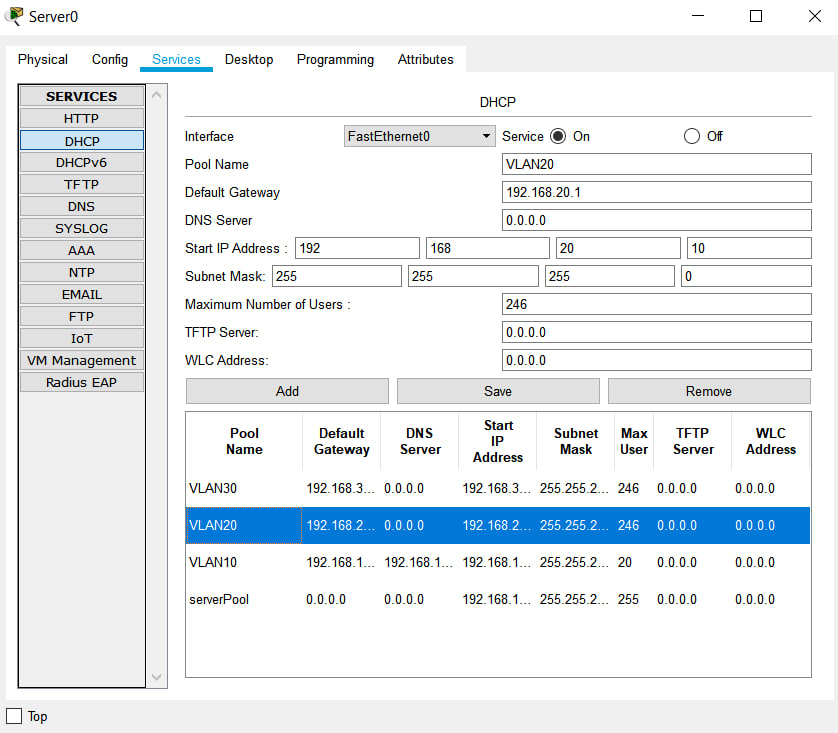 Server0
Physical Config Services Desktop Programming Attributes
SERVICES
HTTP
DHCP
DHCPv6
TFTP
DNS
SYSLOG
AAA
NTP
EMAIL
FTP
IoT
VM Management
Radius EAP
DHCP
Interface FastEthernet0 Service On Off
Pool Name VLAN20
Default Gateway 192.168.20.1
DNS Server 0.0.0.0
Start IP Address : 192 168 20 10
Subnet Mask: 255 255 255 0
Maximum Number of Users : 246
TFTP Server: 0.0.0.0
WLC Address: 0.0.0.0
Add Save Remove
Pool Name Default Gateway DNS Server Start IP Address Subnet Mask Max User TFTP Server WLC Address
VLAN30 192.168.3... 0.0.0.0 192.168.3... 255.255.2... 246 0.0.0.0 0.0.0.0
VLAN20 192.168.2... 0.0.0.0 192.168.2... 255.255.2... 246 0.0.0.0 0.0.0.0
VLAN10 192.168.1... 192.168.1... 192.168.1... 255.255.2... 20 0.0.0.0 0.0.0.0
serverPool 0.0.0.0 0.0.0.0 192.168.1... 255.255.2... 255 0.0.0.0 0.0.0.0
Top